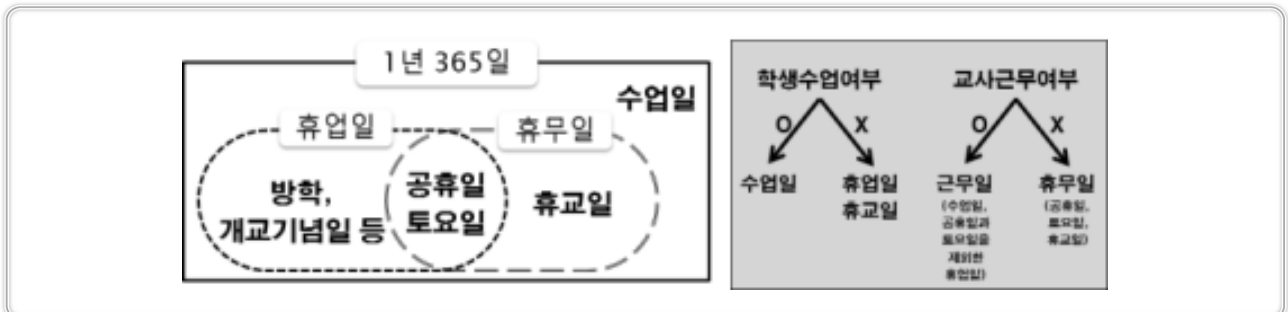 1년 365일
수업일
휴업일
휴무일
방학,
개교기념일 등
공휴일
토요일
휴교일
학생수업여부
O X
수업일
휴업일
휴교일
교사근무여부
O X
근무일
(수업일,
공휴일과
토요일을
제외한
휴업일)
휴무일
(공휴일,
토요일,
휴교일)